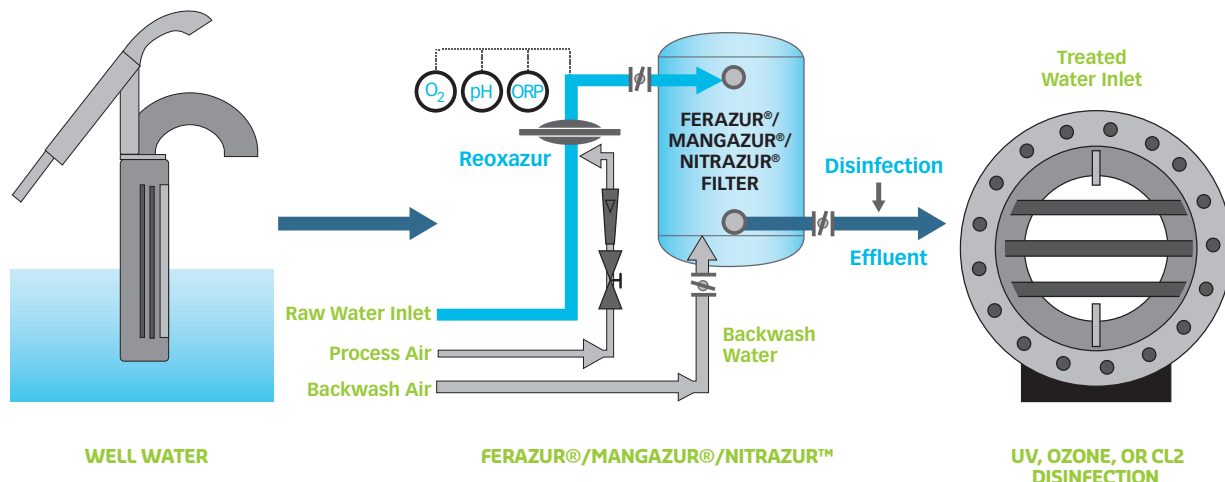 O2
pH
ORP
Reoxazur
FERAZUR®/
MANGAZUR®/
NITRAZUR®
FILTER
Disinfection
Effluent
Treated
Water Inlet
Raw Water Inlet
Process Air
Backwash Air
Backwash
Water
WELL WATER
FERAZUR®/MANGAZUR®/NITRAZUR™
UV, OZONE, OR CL2
DISINFECTION